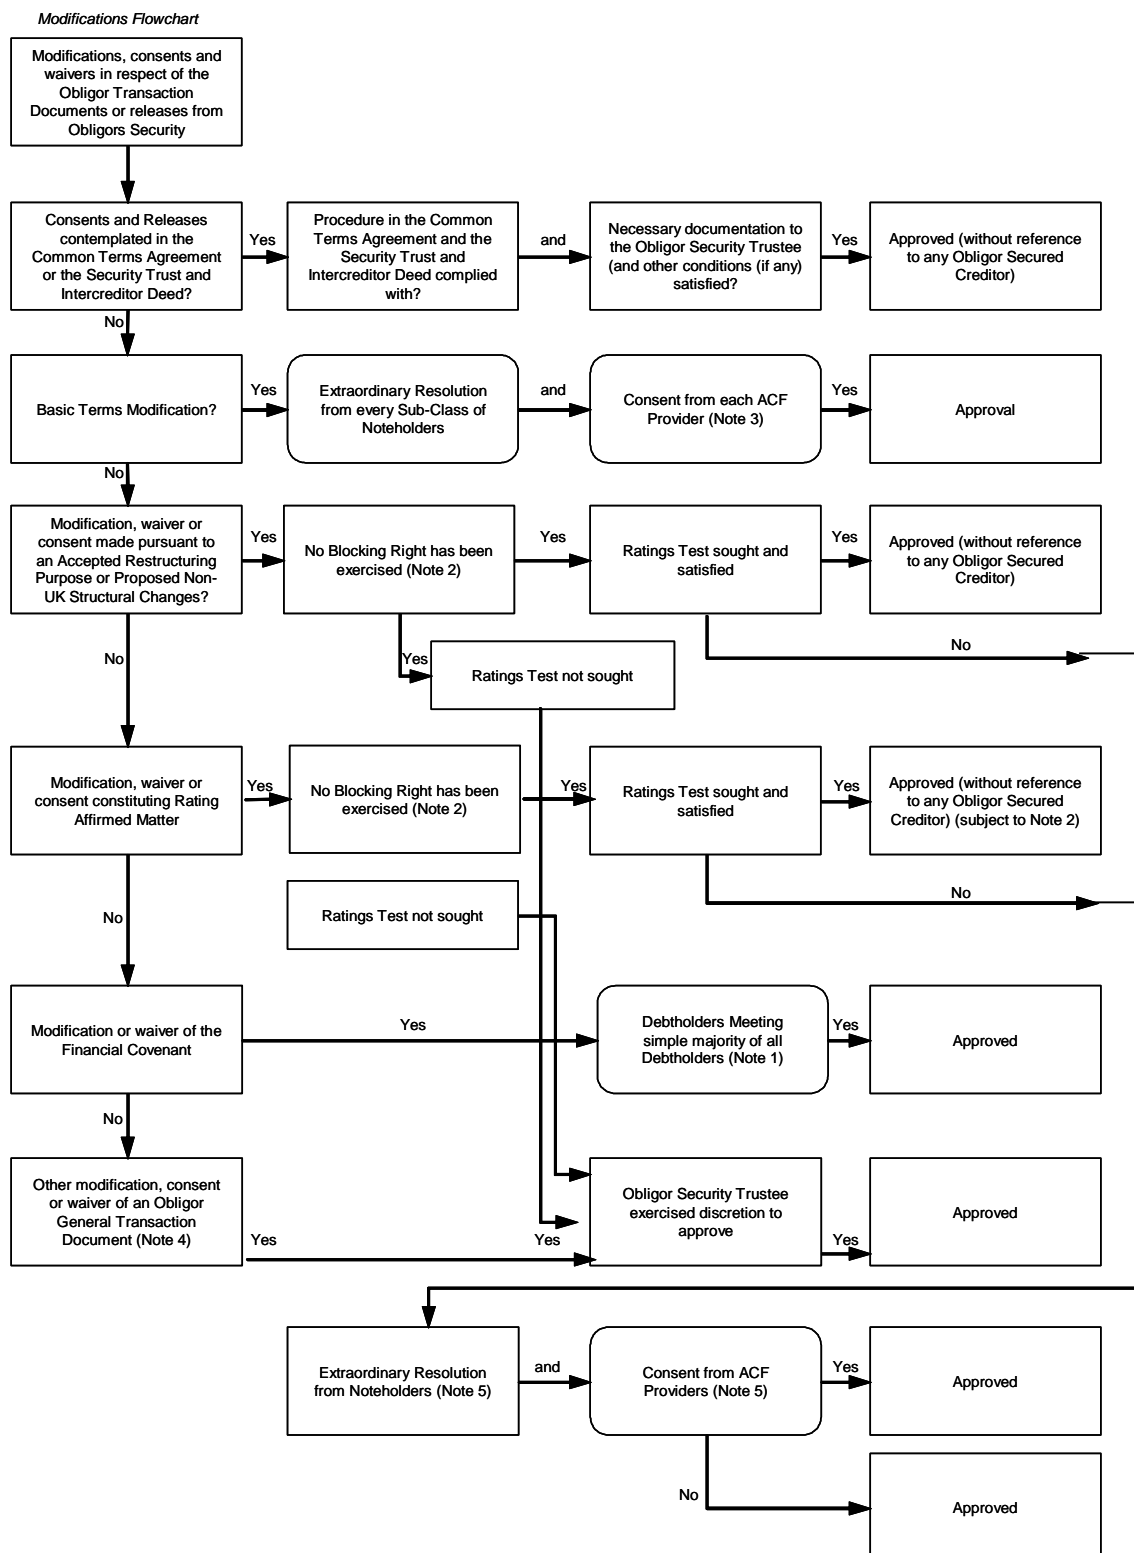 Modifications Flowchart
Modifications, consents and
waivers in respect of the
Obligor Transaction
Documents or releases from
Obligors Security
Consents and Releases
contemplated in the
Common Terms Agreement
or the Security Trust and
Intercreditor Deed?
Yes
Procedure in the Common
Terms Agreement and the
Security Trust and
Intercreditor Deed complied
with?
and
Necessary documentation to
the Obligor Security Trustee
(and other conditions (if any)
satisfied?
Yes
Approved (without reference
to any Obligor Secured
Creditor)
No
Basic Terms Modification?
Yes
Extraordinary Resolution
from every Sub-Class of
Noteholders
and
Consent from each ACF
Provider (Note 3)
Yes
Approval
No
Modification, waiver or
consent made pursuant to
an Accepted Restructuring
Purpose or Proposed Non-
UK Structural Changes?
Yes
No Blocking Right has been
exercised (Note 2)
Yes
Ratings Test sought and
satisfied
Yes
Approved (without reference
to any Obligor Secured
Creditor)
No
Yes
Ratings Test not sought
No
Modification, waiver or
consent constituting Rating
Affirmed Matter
Yes
No Blocking Right has been
exercised (Note 2)
Yes
Ratings Test sought and
satisfied
Yes
Approved (without reference
to any Obligor Secured
Creditor) (subject to Note 2)
No
Ratings Test not sought
No
Modification or waiver of the
Financial Covenant
Yes
Debtholders Meeting
simple majority of all
Debtholders (Note 1)
Yes
Approved
No
Other modification, consent
or waiver of an Obligor
General Transaction
Document (Note 4)
Yes
Yes
Obligor Security Trustee
exercised discretion to
approve
Yes
Approved
Extraordinary Resolution
from Noteholders (Note 5)
and
Consent from ACF
Providers (Note 5)
Yes
Approved
No
Approved